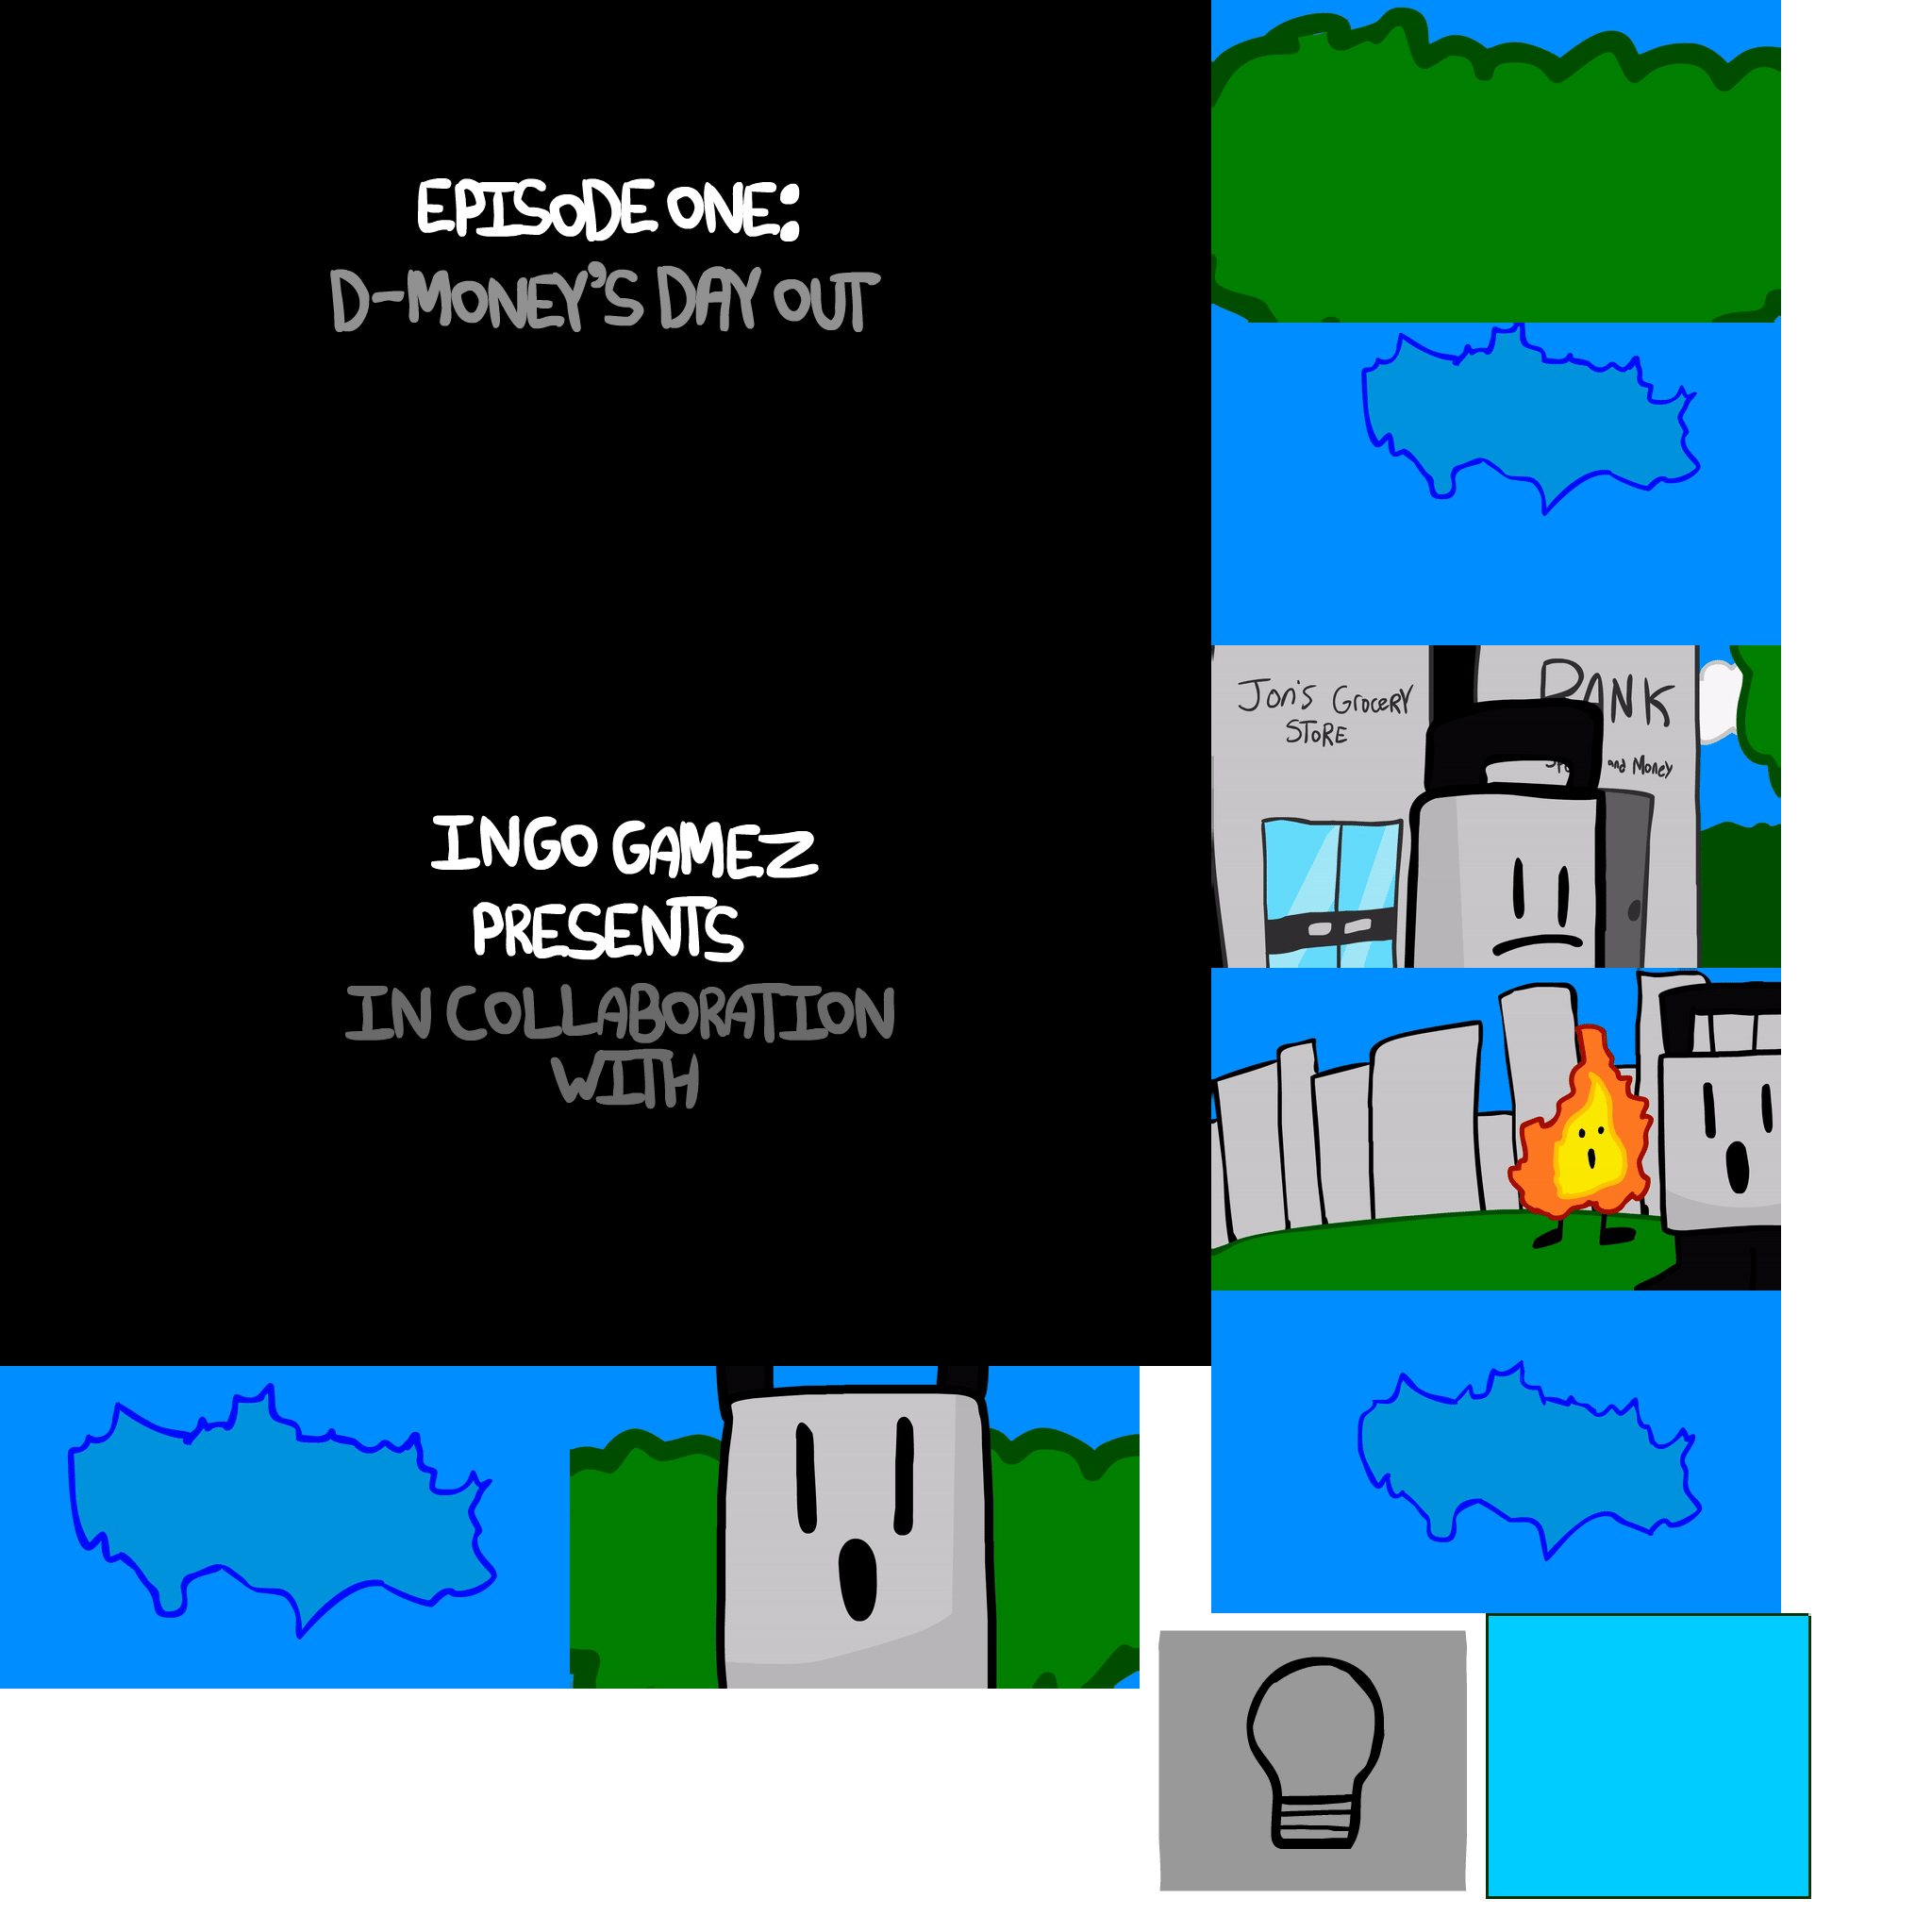 EPISODE ONE:
D-MONEY'S DAY OUT
INGO GAMEZ
PRESENTS
IN COLLABORATION
WITH
Jon's Grocery
Store
BANK
and Money